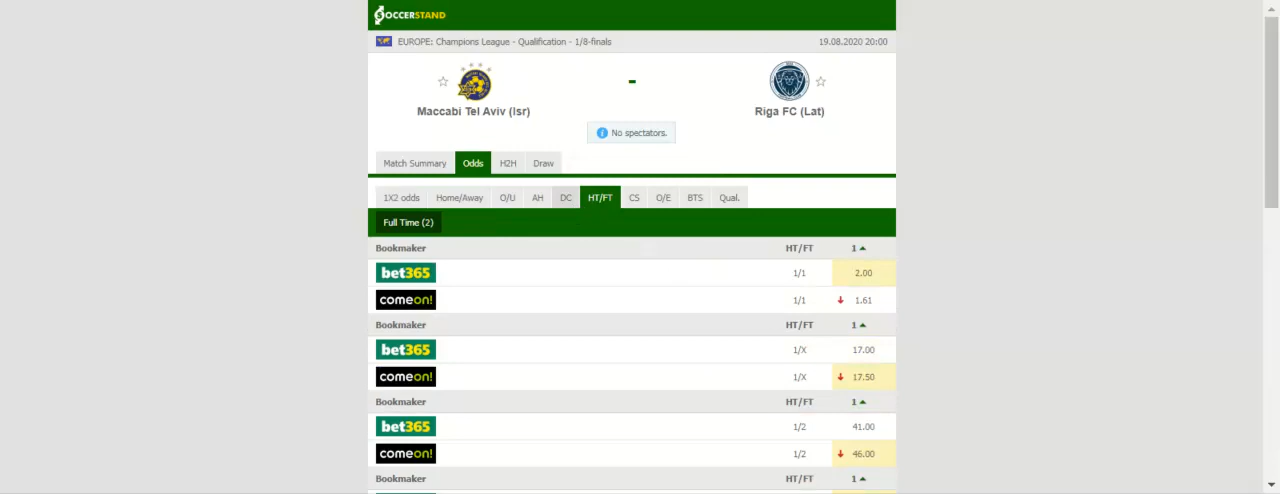 SOCCERSTAND
EUROPE: Champions League - Qualification - 1/8-finals 19.08.2020 20:00
-
Maccabi Tel Aviv (Isr) Riga FC (Lat)
No spectators.
Match Summary Odds H2H Draw
1X2 odds Home/Away O/U AH DC HT/FT CS O/E BTS Qual.
Full Time (2)
Bookmaker HT/FT 1
bet365 1/1 2.00
comeon! 1/1 1.61
Bookmaker HT/FT 1
bet365 1/X 17.00
comeon! 1/X 17.50
Bookmaker HT/FT 1
bet365 1/2 41.00
comeon! 1/2 46.00
Bookmaker HT/FT 1